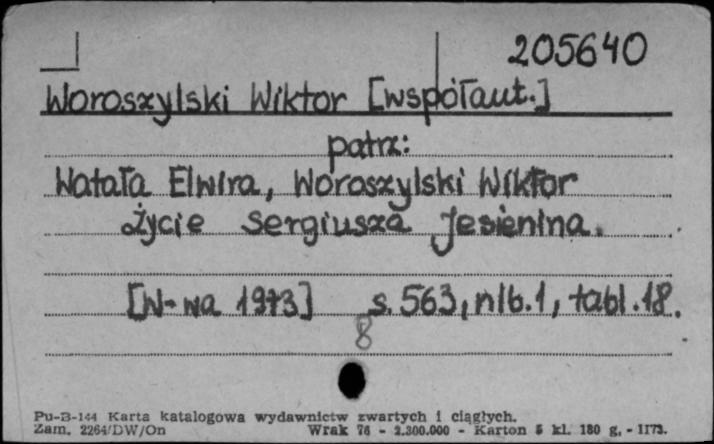 205640
Woroszylski Wiktor [współaut.]
patrz:
Watała Elwira, Woroszylski Wiktor
Życie Sergiusza Jesienina.
[W-wa 1973] s. 563, nlb. 1, tabl. 18.
8
Pu-B-144 Karta katalogowa wydawnictw zwartych i ciągłych.
Zam. 2264/DW/On Wrak 76 - 2.300.000 - Karton 5 kl. 180 g. - II73.